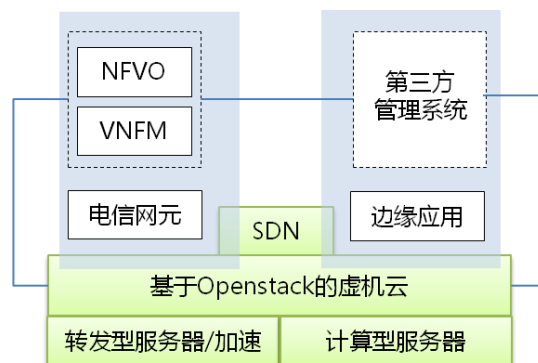 NFVO
VNFM
第三方
管理系统
电信网元
边缘应用
SDN
基于Openstack的虚机云
转发型服务器/加速
计算型服务器